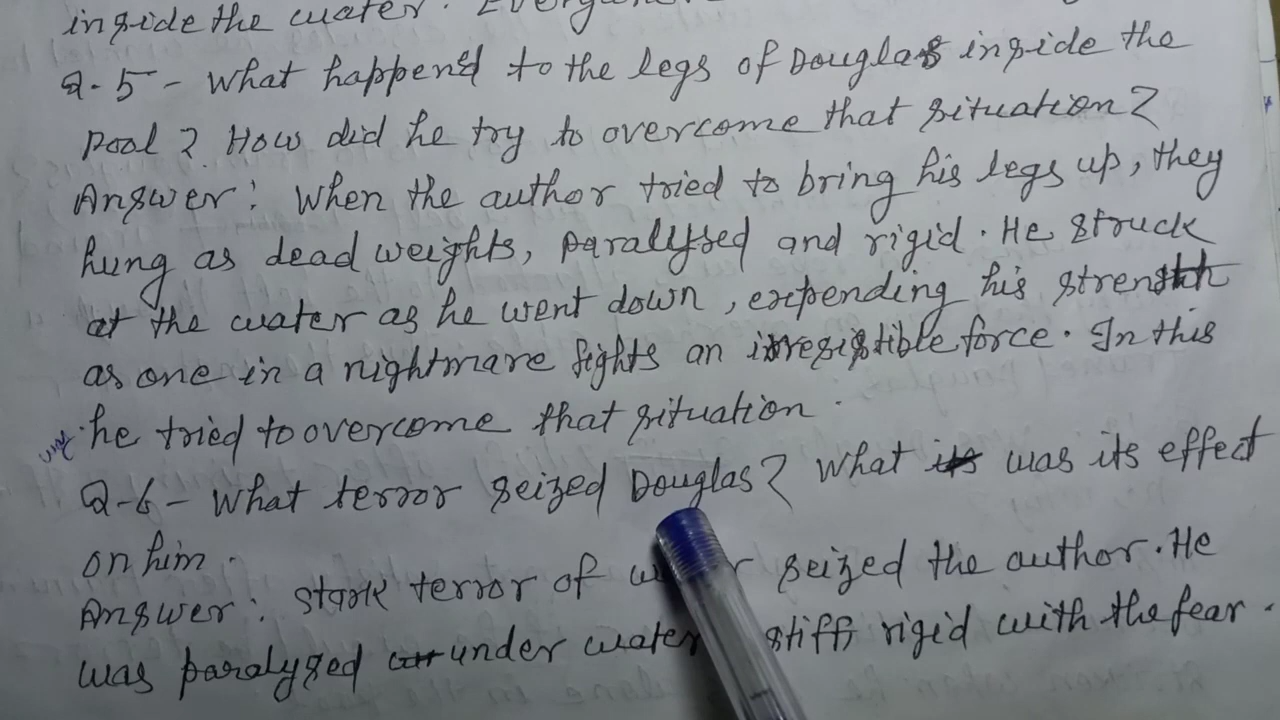 inside the water. Every
Q.5- What happened to the legs of Douglas inside the
Pool? How did he try to overcome that situation?
Answer: When the author tried to bring his legs up, they
hung as dead weights, paralysed and rigid. He struck
at the water as he went down, expending his strength
as one in a nightmare fights an irresistible force. In this
he tried to overcome that situation.
Q-6- What terror seized Douglas? What was its effect
on him.
Answer: Stark terror of seized the author. He
was paralyzed under water stiff, rigid with the fear.